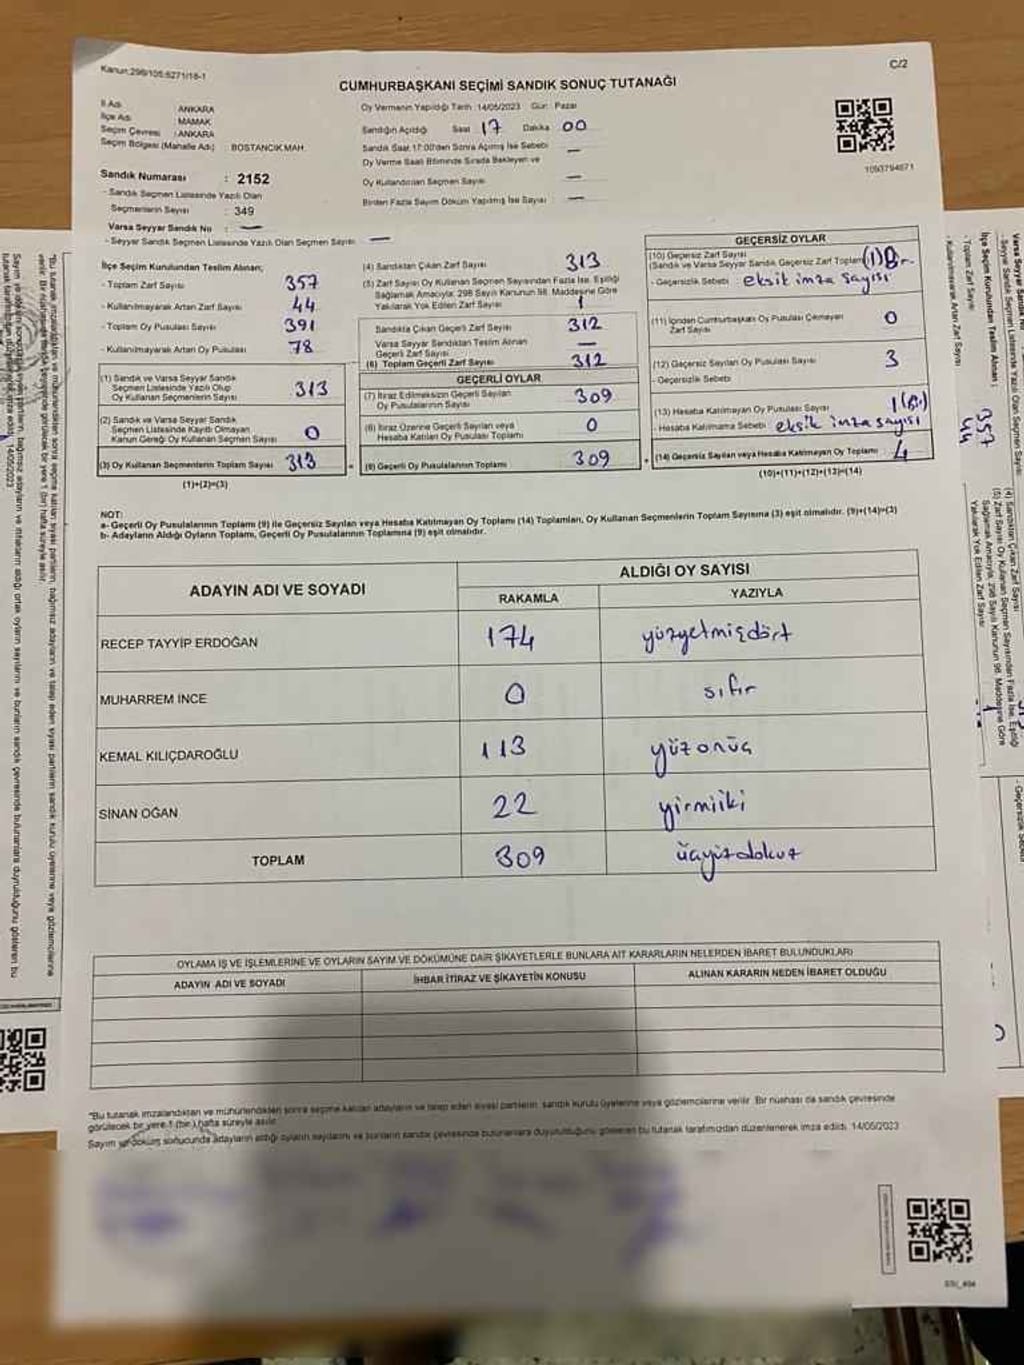 Kanun:298/105:6271/18-1
C/2
CUMHURBAŞKANI SEÇİMİ SANDIK SONUÇ TUTANAĞI
İl Adı ANKARA
İlçe Adı : MAMAK
Seçim Çevresi : ANKARA
Seçim Bölgesi (Mahalle Adı) : BOSTANCIK MAH.
Sandık Numarası : 2152
- Sandık Seçmen Listesinde Yazılı Olan
Seçmenlerin Sayısı : 349
Varsa Seyyar Sandık No : —
- Seyyar Sandık Seçmen Listesinde Yazılı Olan Seçmen Sayısı —
Oy Vermenin Yapıldığı Tarih :14/05/2023 Gün: Pazar
Sandığın Açıldığı Saat 17 Dakika 00
Sandık Saat 17:00'den Sonra Açılmış İse Sebebi —
Oy Verme Saati Bitiminde Sırada Bekleyen ve
Oy Kullandırılan Seçmen Sayısı —
Birden Fazla Sayım Döküm Yapılmış İse Sayısı —
1093794671
İlçe Seçim Kurulundan Teslim Alınan;
- Toplam Zarf Sayısı 357
- Kullanılmayarak Artan Zarf Sayısı 44
- Toplam Oy Pusulası Sayısı 391
- Kullanılmayarak Artan Oy Pusulası 78
(1) Sandık ve Varsa Seyyar Sandık
Seçmen Listesinde Yazılı Olup
Oy Kullanan Seçmenlerin Sayısı 313
(2) Sandık ve Varsa Seyyar Sandık
Seçmen Listesinde Kayıtlı Olmayan
Kanun Gereği Oy Kullanan Seçmen Sayısı 0
(3) Oy Kullanan Seçmenlerin Toplam Sayısı 313
(1)+(2)=(3)
(4) Sandıktan Çıkan Zarf Sayısı 313
(5) Zarf Sayısı Oy Kullanan Seçmen Sayısından Fazla İse, Eşitliği
Sağlamak Amacıyla, 298 Sayılı Kanunun 98. Maddesine Göre
Yakılarak Yok Edilen Zarf Sayısı 1
Sandıkta Çıkan Geçerli Zarf Sayısı 312
Varsa Seyyar Sandıktan Teslim Alınan
Geçerli Zarf Sayısı —
(6) Toplam Geçerli Zarf Sayısı 312
GEÇERLİ OYLAR
(7) İtiraz Edilmeksizin Geçerli Sayılan
Oy Pusulalarının Sayısı 309
(8) İtiraz Üzerine Geçerli Sayılan veya
Hesaba Katılan Oy Pusulası Toplamı 0
(9) Geçerli Oy Pusulalarının Toplamı 309
GEÇERSİZ OYLAR
(10) Geçersiz Zarf Sayısı
(Sandık ve Varsa Seyyar Sandık Geçersiz Zarf Toplamı) (1) Bir
- Geçersizlik Sebebi eksik imza sayısı
(11) İçinden Cumhurbaşkanı Oy Pusulası Çıkmayan
Zarf Sayısı 0
(12) Geçersiz Sayılan Oy Pusulası Sayısı 3
- Geçersizlik Sebebi
(13) Hesaba Katılmayan Oy Pusulası Sayısı 1 (Bir)
- Hesaba Katılmama Sebebi eksik imza sayısı
(14) Geçersiz Sayılan veya Hesaba Katılmayan Oy Toplamı 4
(10)+(11)+(12)+(13)=(14)
NOT:
a- Geçerli Oy Pusulalarının Toplamı (9) ile Geçersiz Sayılan veya Hesaba Katılmayan Oy Toplamı (14) Toplamları, Oy Kullanan Seçmenlerin Toplam Sayısına (3) eşit olmalıdır. (9)+(14)=(3)
b- Adayların Aldığı Oyların Toplamı, Geçerli Oy Pusulalarının Toplamına (9) eşit olmalıdır.
ADAYIN ADI VE SOYADI
ALDIĞI OY SAYISI
RAKAMLA YAZIYLA
RECEP TAYYİP ERDOĞAN 174 yüzyetmişdört
MUHARREM İNCE 0 sıfır
KEMAL KILIÇDAROĞLU 113 yüzonüç
SİNAN OĞAN 22 yirmiiki
TOPLAM 309 üçyüzdokuz
OYLAMA İŞ VE İŞLEMLERİNE VE OYLARIN SAYIM VE DÖKÜMÜNE DAİR ŞİKAYETLERLE BUNLARA AİT KARARLARIN NELERDEN İBARET BULUNDUKLARI
ADAYIN ADI VE SOYADI İHBAR İTİRAZ VE ŞİKAYETİN KONUSU ALINAN KARARIN NEDEN İBARET OLDUĞU
*Bu tutanak imzalandıktan ve mühürlendikten sonra seçime katılan adayların ve talep eden siyasi partilerin, sandık kurulu üyelerine veya gözlemcilerine verilir. Bir nüshası da sandık çevresinde
görülecek bir yere 1 (bir) hafta süreyle asılır.
Sayım ve döküm sonucunda adayların aldığı oyların sayılarını ve bunların sandık çevresinde bulunanlara duyurulduğunu gösteren bu tutanak tarafımızdan düzenlenerek imza edildi. 14/05/2023